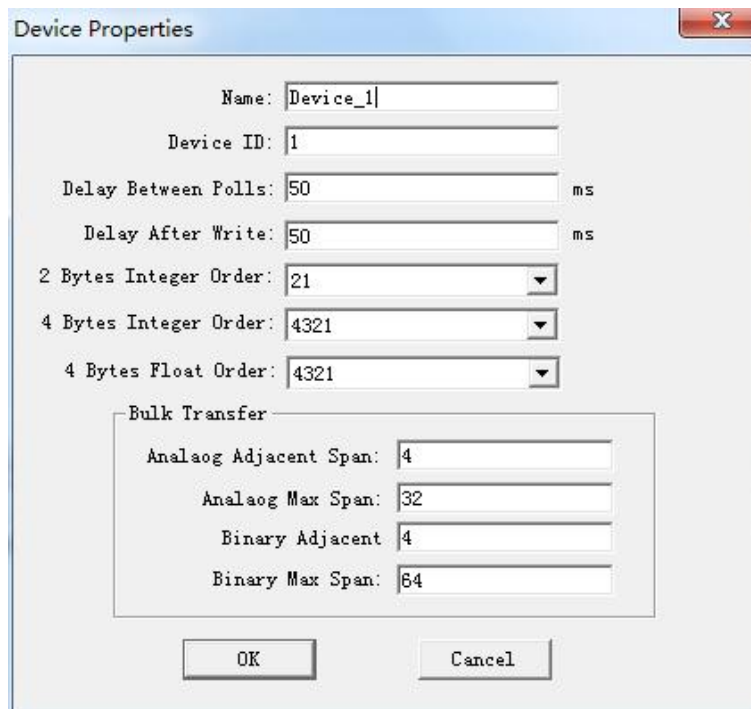 Device Properties
Name: Device_1
Device ID: 1
Delay Between Polls: 50 ms
Delay After Write: 50 ms
2 Bytes Integer Order: 21
4 Bytes Integer Order: 4321
4 Bytes Float Order: 4321
Bulk Transfer
Analaog Adjacent Span: 4
Analaog Max Span: 32
Binary Adjacent 4
Binary Max Span: 64
OK Cancel